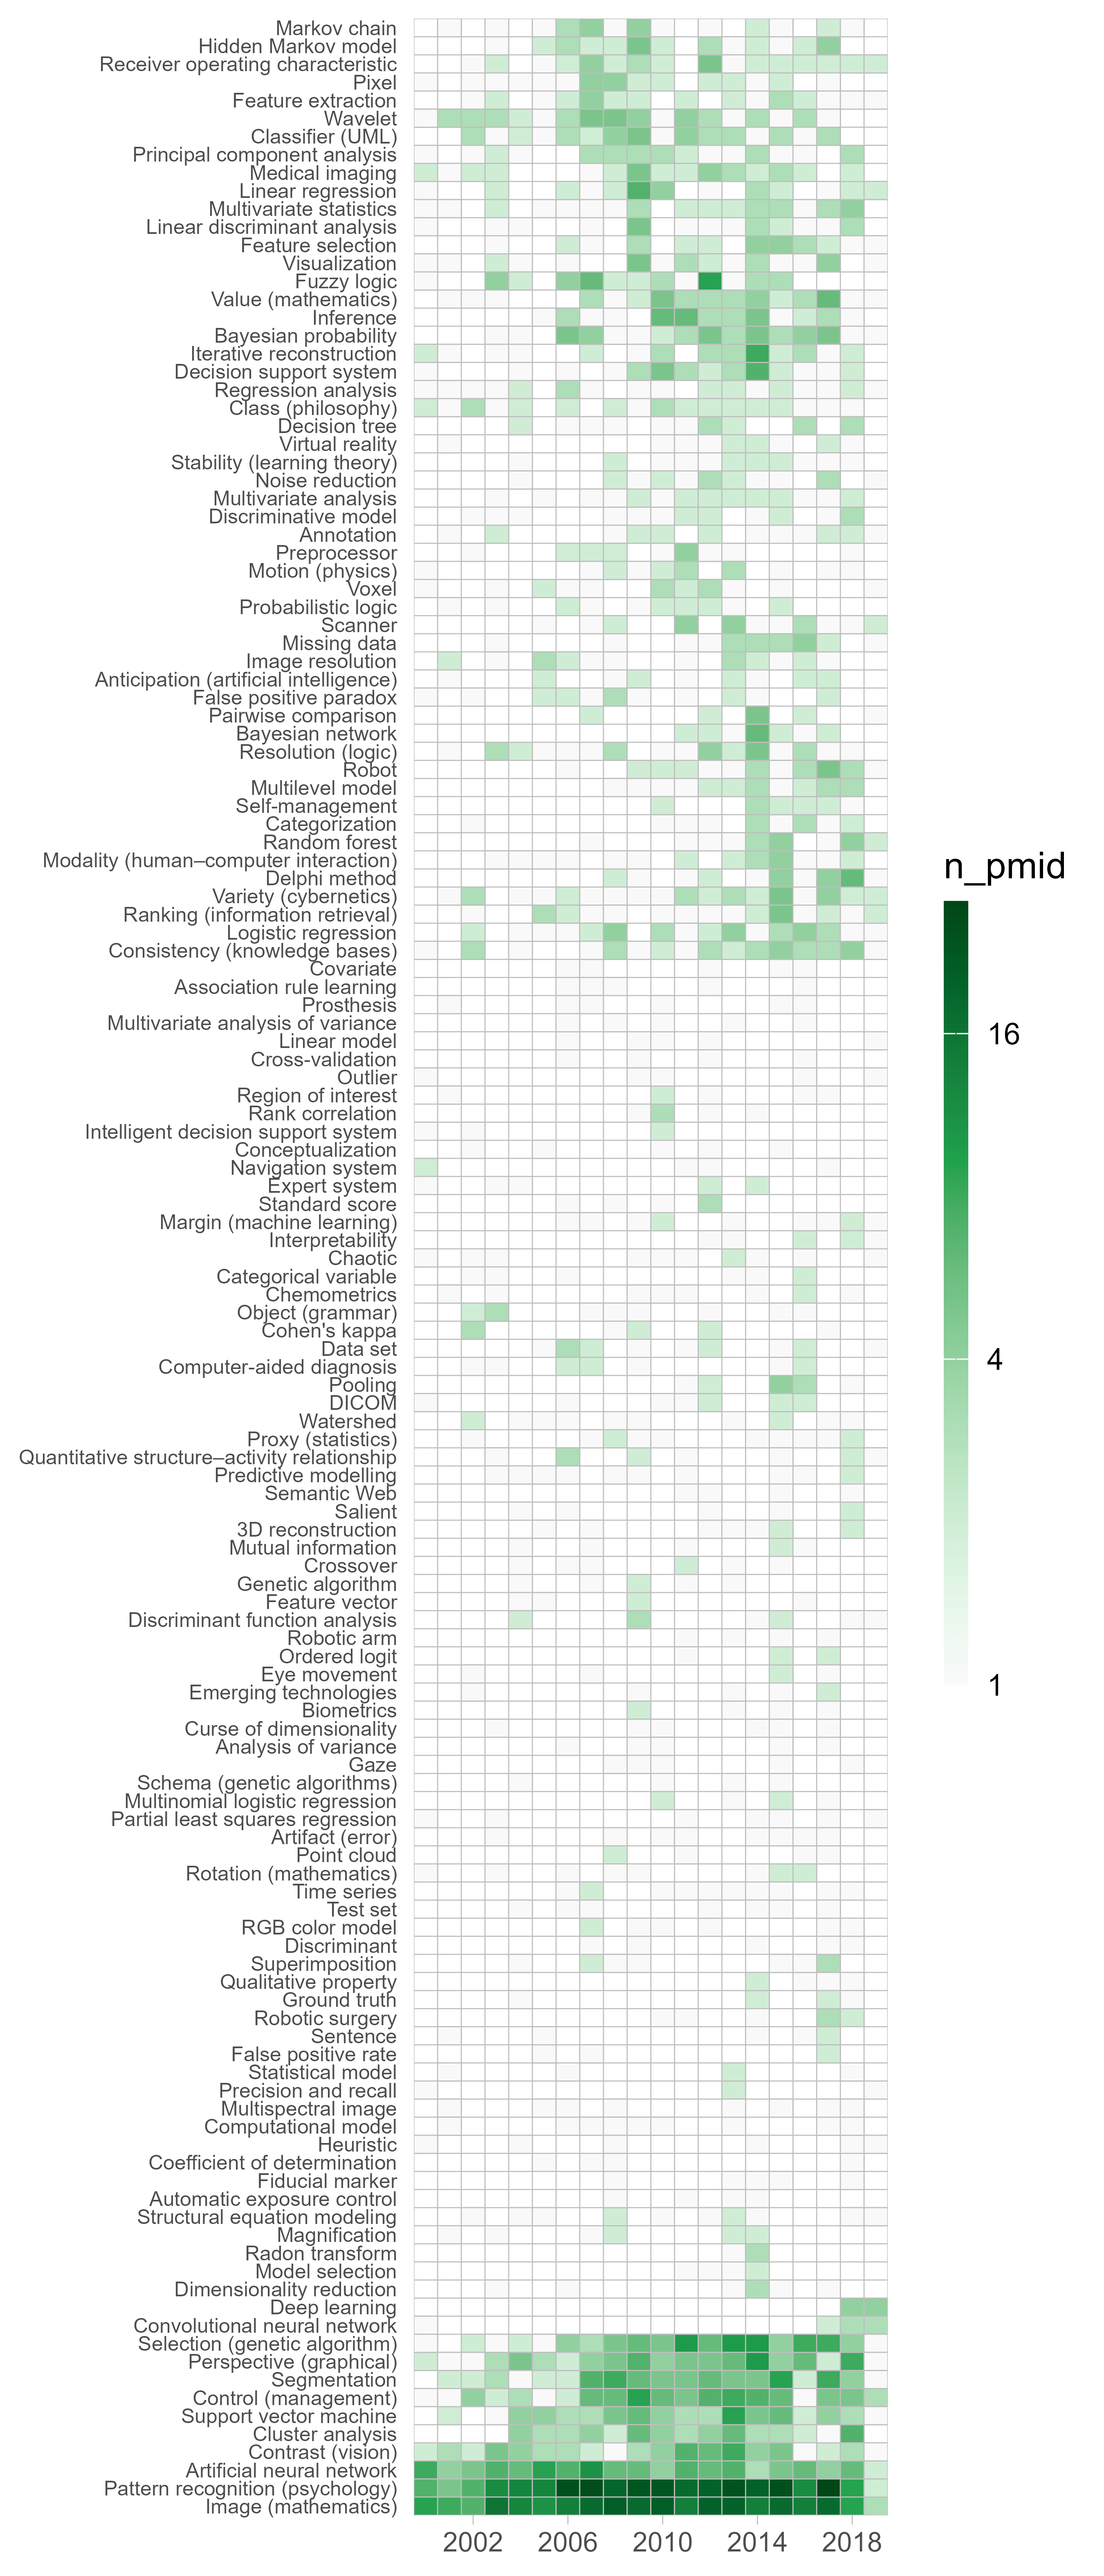 Markov chain
Hidden Markov model
Receiver operating characteristic
Pixel
Feature extraction
Wavelet
Classifier (UML)
Principal component analysis
Medical imaging
Linear regression
Multivariate statistics
Linear discriminant analysis
Feature selection
Visualization
Fuzzy logic
Value (mathematics)
Inference
Bayesian probability
Iterative reconstruction
Decision support system
Regression analysis
Class (philosophy)
Decision tree
Virtual reality
Stability (learning theory)
Noise reduction
Multivariate analysis
Discriminative model
Annotation
Preprocessor
Motion (physics)
Voxel
Probabilistic logic
Scanner
Missing data
Image resolution
Anticipation (artificial intelligence)
False positive paradox
Pairwise comparison
Bayesian network
Resolution (logic)
Robot
Multilevel model
Self-management
Categorization
Random forest
Modality (human–computer interaction)
Delphi method
Variety (cybernetics)
Ranking (information retrieval)
Logistic regression
Consistency (knowledge bases)
Covariate
Association rule learning
Prosthesis
Multivariate analysis of variance
Linear model
Cross-validation
Outlier
Region of interest
Rank correlation
Intelligent decision support system
Conceptualization
Navigation system
Expert system
Standard score
Margin (machine learning)
Interpretability
Chaotic
Categorical variable
Chemometrics
Object (grammar)
Cohen's kappa
Data set
Computer-aided diagnosis
Pooling
DICOM
Watershed
Proxy (statistics)
Quantitative structure–activity relationship
Predictive modelling
Semantic Web
Salient
3D reconstruction
Mutual information
Crossover
Genetic algorithm
Feature vector
Discriminant function analysis
Robotic arm
Ordered logit
Eye movement
Emerging technologies
Biometrics
Curse of dimensionality
Analysis of variance
Gaze
Schema (genetic algorithms)
Multinomial logistic regression
Partial least squares regression
Artifact (error)
Point cloud
Rotation (mathematics)
Time series
Test set
RGB color model
Discriminant
Superimposition
Qualitative property
Ground truth
Robotic surgery
Sentence
False positive rate
Statistical model
Precision and recall
Multispectral image
Computational model
Heuristic
Coefficient of determination
Fiducial marker
Automatic exposure control
Structural equation modeling
Magnification
Radon transform
Model selection
Dimensionality reduction
Deep learning
Convolutional neural network
Selection (genetic algorithm)
Perspective (graphical)
Segmentation
Control (management)
Support vector machine
Cluster analysis
Contrast (vision)
Artificial neural network
Pattern recognition (psychology)
Image (mathematics)
2002 2006 2010 2014 2018
n_pmid
16
4
1